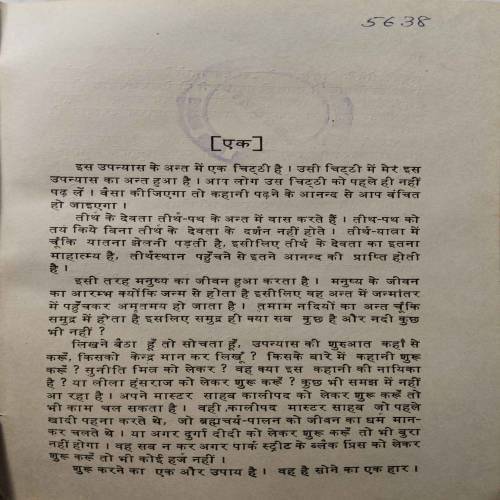 5638
[एक]
इस उपन्यास के अन्त में एक चिट्ठी है । उसी चिट्ठी में मेरे इस
उपन्यास का अन्त हुआ है । आप लोग उस चिट्ठी को पहले ही नहीं
पढ़ लें । वैसा कीजिएगा तो कहानी पढ़ने के आनन्द से आप वंचित
हो जाइएगा ।
तीर्थ के देवता तीर्थ-पथ के अन्त में वास करते हैं । तीथ-पथ को
तय किये बिना तीर्थ के देवता के दर्शन नहीं होते । तीर्थ-यात्रा में
चूंकि यातना झेलनी पड़ती है, इसीलिए तीर्थ के देवता का इतना
माहात्म्य है, तीर्थस्थान पहुँचने से इतने आनन्द की प्राप्ति होती
है ।
इसी तरह मनुष्य का जीवन हुआ करता है । मनुष्य के जीवन
का आरम्भ क्योंकि जन्म से होता है इसीलिए वह अन्त में जन्मांतर
में पहुँचकर अमृतमय हो जाता है । तमाम नदियों का अन्त चूंकि
समुद्र में होता है इसलिए समुद्र ही क्या सब कुछ है और नदी कुछ
भी नहीं ?
लिखने बैठा हूँ तो सोचता हूँ, उपन्यास की शुरुआत कहाँ से
करूँ, किसको केन्द्र मान कर लिखूं ? किसके बारे में कहानी शुरू
करूँ ? सुनीति मित्र को लेकर ? वह क्या इस कहानी की नायिका
है ? या लीला हंसराज को लेकर शुरू करूँ ? कुछ भी समझ में नहीं
आ रहा है । अपने मास्टर साहब कालीपद को लेकर शुरू करूँ तो
भी काम चल सकता है । वही कालीपद मास्टर साहब जो पहले
खादी पहना करते थे, जो ब्रह्मचर्य-पालन को जीवन का धर्म मान-
कर चलते थे । या अगर दुर्गा दीदी को लेकर शुरू करूँ तो भी बुरा
नहीं होगा । वह सब न कर अगर पार्क स्ट्रीट के ब्लैंक प्रिंस को लेकर
शुरू करूँ तो भी कोई हर्ज नहीं ।
शुरू करने का एक और उपाय है । वह है सोने का एक हार ।